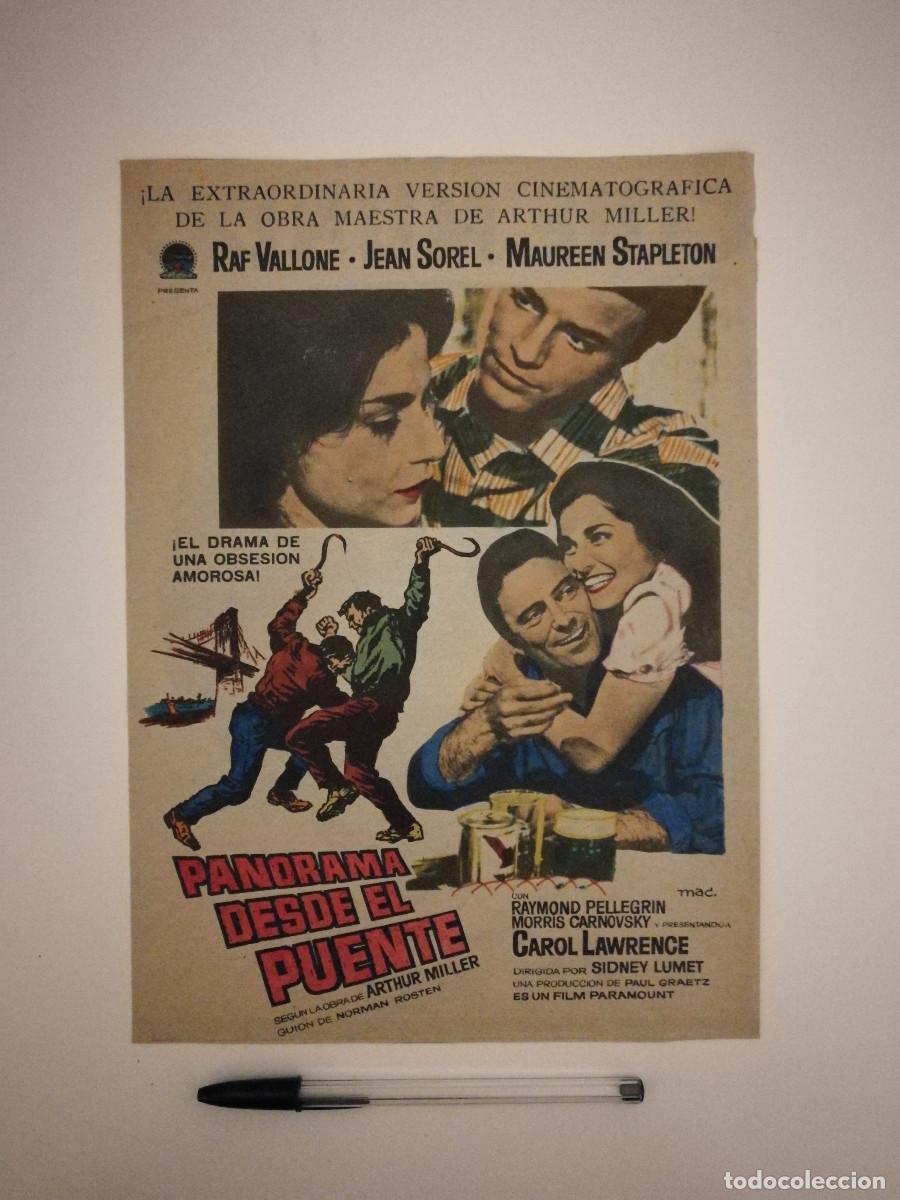 ¡LA EXTRAORDINARIA VERSION CINEMATOGRAFICA
DE LA OBRA MAESTRA DE ARTHUR MILLER!
RAF VALLONE · JEAN SOREL · MAUREEN STAPLETON
PRESENTA
¡EL DRAMA DE
UNA OBSESION
AMOROSA!
mac.
PANORAMA
DESDE EL
PUENTE
SEGUN LA OBRA DE ARTHUR MILLER
GUION DE NORMAN ROSTEN
CON
RAYMOND PELLEGRIN
MORRIS CARNOVSKY Y PRESENTANDO A
CAROL LAWRENCE
DIRIGIDA POR SIDNEY LUMET
UNA PRODUCCION DE PAUL GRAETZ
ES UN FILM PARAMOUNT
todocoleccion